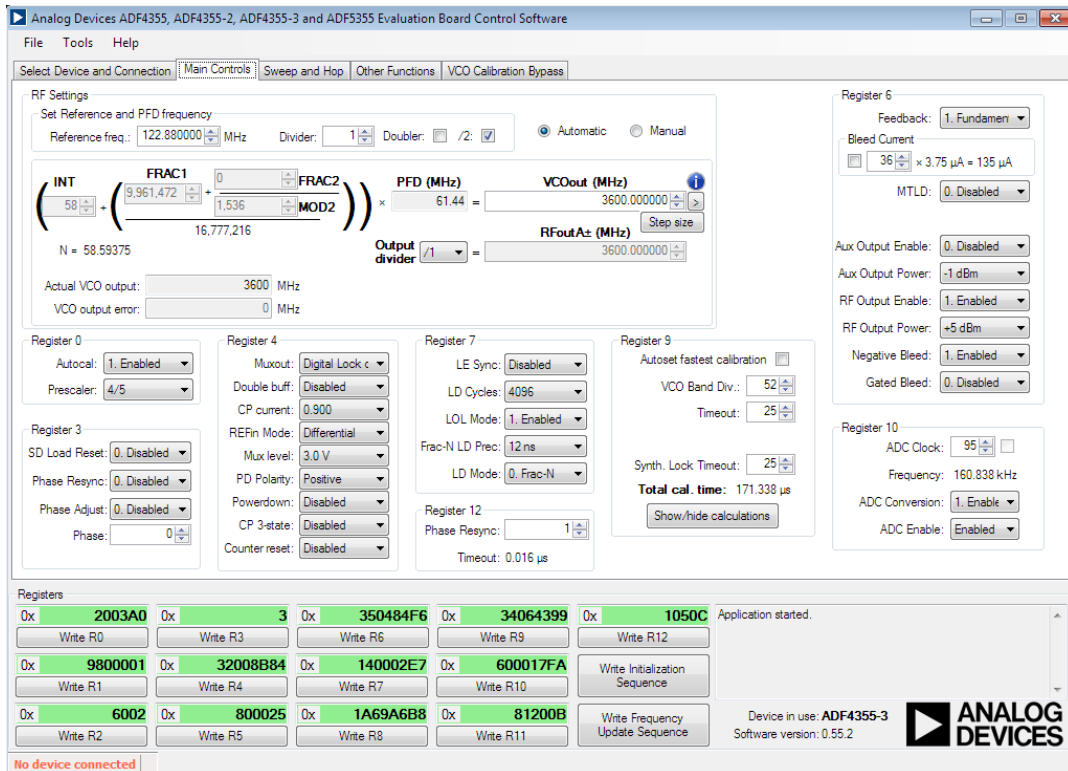 Analog Devices ADF4355, ADF4355-2, ADF4355-3 and ADF5355 Evaluation Board Control Software
File Tools Help
Select Device and Connection Main Controls Sweep and Hop Other Functions VCO Calibration Bypass
RF Settings
Set Reference and PFD frequency
Reference freq.: 122.880000 MHz Divider: 1 Doubler: /2: Automatic Manual
INT FRAC1 0 FRAC2 PFD (MHz) VCOout (MHz)
( 58 + ( 9,961,472 + 1,536 MOD2 ) ) × 61.44 = 3600.000000 >
16,777,216 Step size
N = 58.59375
RFoutA± (MHz)
Output divider /1 = 3600.000000
Actual VCO output: 3600 MHz
VCO output error: 0 MHz
Register 0
Autocal: 1. Enabled
Prescaler: 4/5
Register 3
SD Load Reset: 0. Disabled
Phase Resync: 0. Disabled
Phase Adjust: 0. Disabled
Phase: 0
Register 4
Muxout: Digital Lock c
Double buff: Disabled
CP current: 0.900
REFin Mode: Differential
Mux level: 3.0 V
PD Polarity: Positive
Powerdown: Disabled
CP 3-state: Disabled
Counter reset: Disabled
Register 7
LE Sync: Disabled
LD Cycles: 4096
LOL Mode: 1. Enabled
Frac-N LD Prec: 12 ns
LD Mode: 0. Frac-N
Register 12
Phase Resync: 1
Timeout: 0.016 µs
Register 9
Autoset fastest calibration
VCO Band Div.: 52
Timeout: 25
Synth. Lock Timeout: 25
Total cal. time: 171.338 µs
Show/hide calculations
Register 6
Feedback: 1. Fundamen
Bleed Current
36 × 3.75 µA = 135 µA
MTLD: 0. Disabled
Aux Output Enable: 0. Disabled
Aux Output Power: -1 dBm
RF Output Enable: 1. Enabled
RF Output Power: +5 dBm
Negative Bleed: 1. Enabled
Gated Bleed: 0. Disabled
Register 10
ADC Clock: 95
Frequency: 160.838 kHz
ADC Conversion: 1. Enable
ADC Enable: Enabled
Registers
0x 2003A0 0x 3 0x 350484F6 0x 34064399 0x 1050C
Write R0 Write R3 Write R6 Write R9 Write R12
0x 9800001 0x 32008B84 0x 140002E7 0x 600017FA
Write R1 Write R4 Write R7 Write R10
Write Initialization
Sequence
0x 6002 0x 800025 0x 1A69A6B8 0x 81200B
Write R2 Write R5 Write R8 Write R11
Write Frequency
Update Sequence
Application started.
Device in use: ADF4355-3
Software version: 0.55.2
ANALOG
DEVICES
No device connected